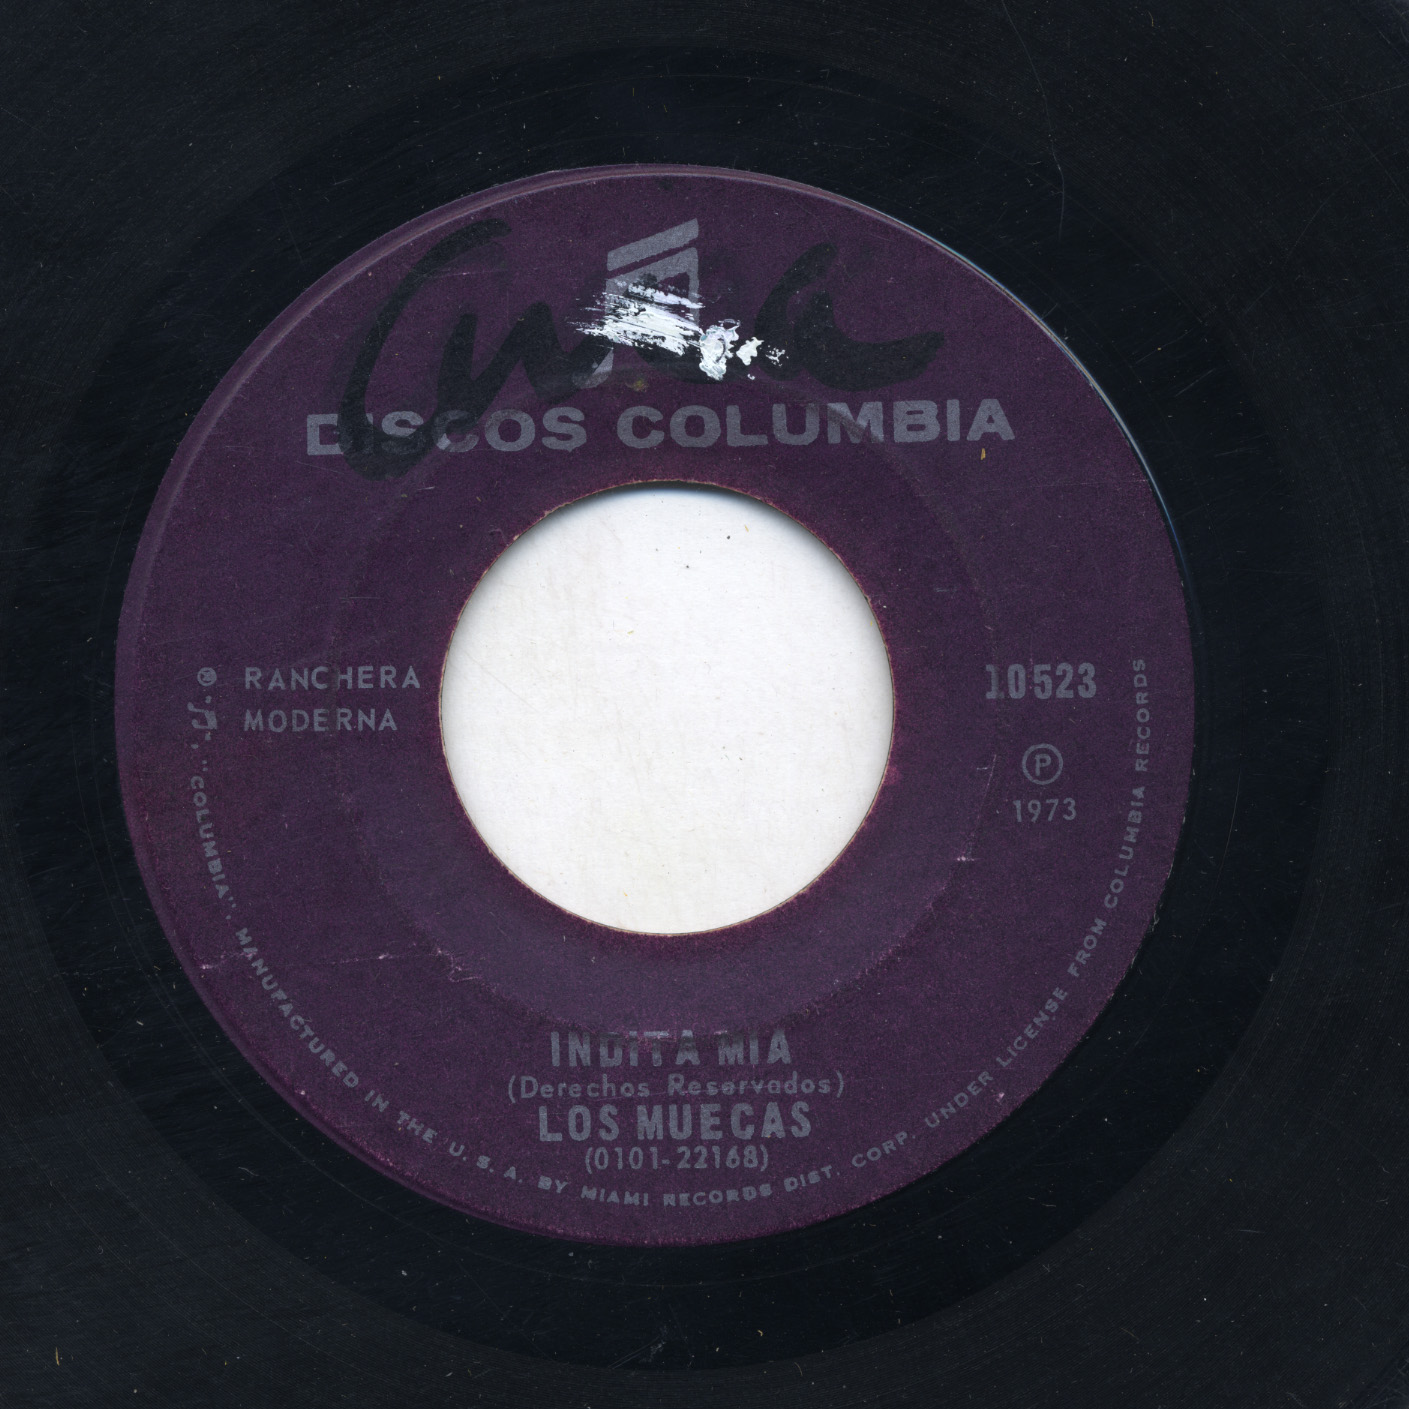 DISCOS COLUMBIA
RANCHERA
MODERNA
10523
Ⓟ
1973
INDITA MIA
(Derechos Reservados)
LOS MUECAS
(0101-22168)
"COLUMBIA", MANUFACTURED IN THE U. S. A. BY MIAMI RECORDS DIST. CORP. UNDER LICENSE FROM COLUMBIA RECORDS